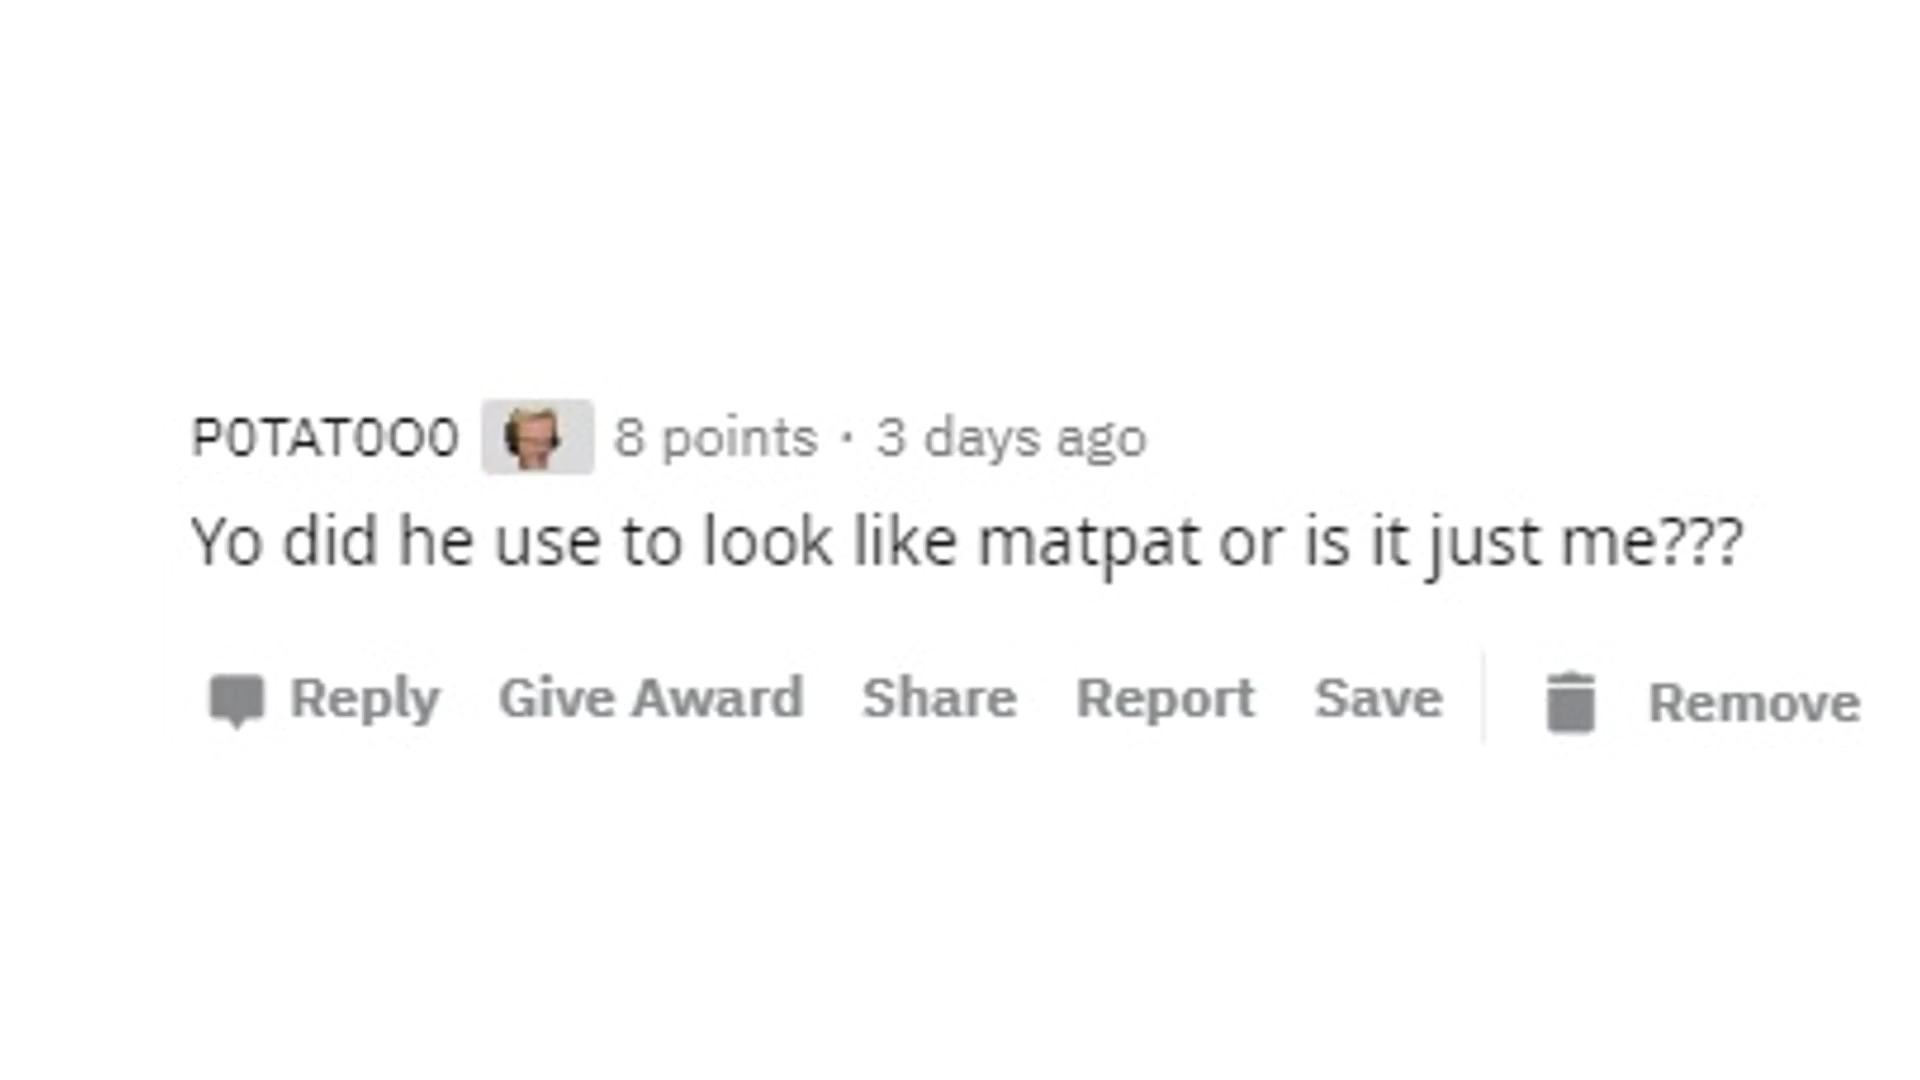 P0TAT0O0 8 points · 3 days ago
Yo did he use to look like matpat or is it just me???
Reply Give Award Share Report Save Remove